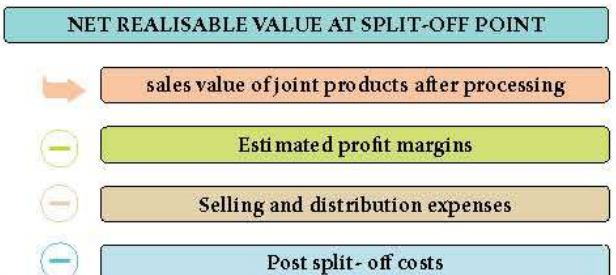 NET REALISABLE VALUE AT SPLIT-OFF POINT
sales value of joint products after processing
Estimated profit margins
Selling and distribution expenses
Post split- off costs